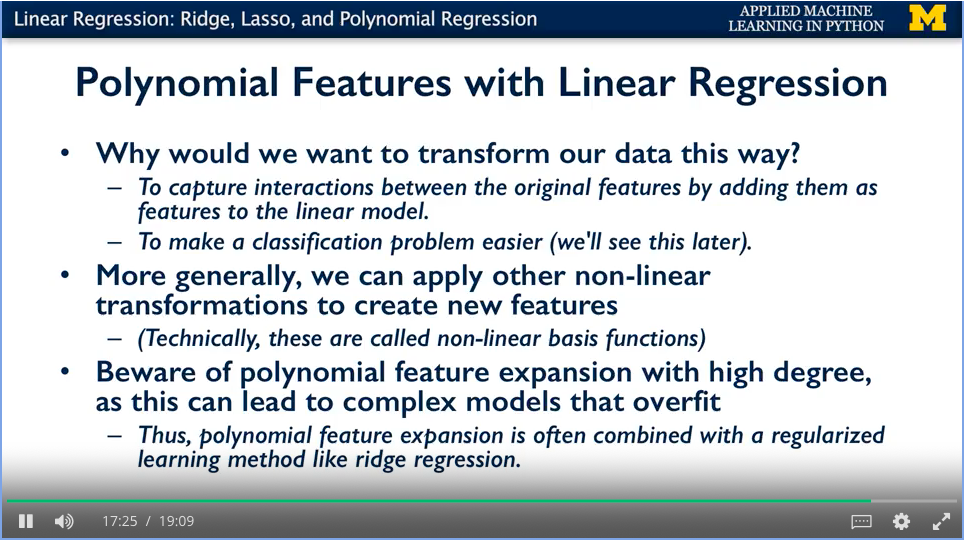 Linear Regression: Ridge, Lasso, and Polynomial Regression
APPLIED MACHINE
LEARNING IN PYTHON
M
Polynomial Features with Linear Regression
• Why would we want to transform our data this way?
– To capture interactions between the original features by adding them as
features to the linear model.
– To make a classification problem easier (we'll see this later).
• More generally, we can apply other non-linear
transformations to create new features
– (Technically, these are called non-linear basis functions)
• Beware of polynomial feature expansion with high degree,
as this can lead to complex models that overfit
– Thus, polynomial feature expansion is often combined with a regularized
learning method like ridge regression.
17:25 / 19:09